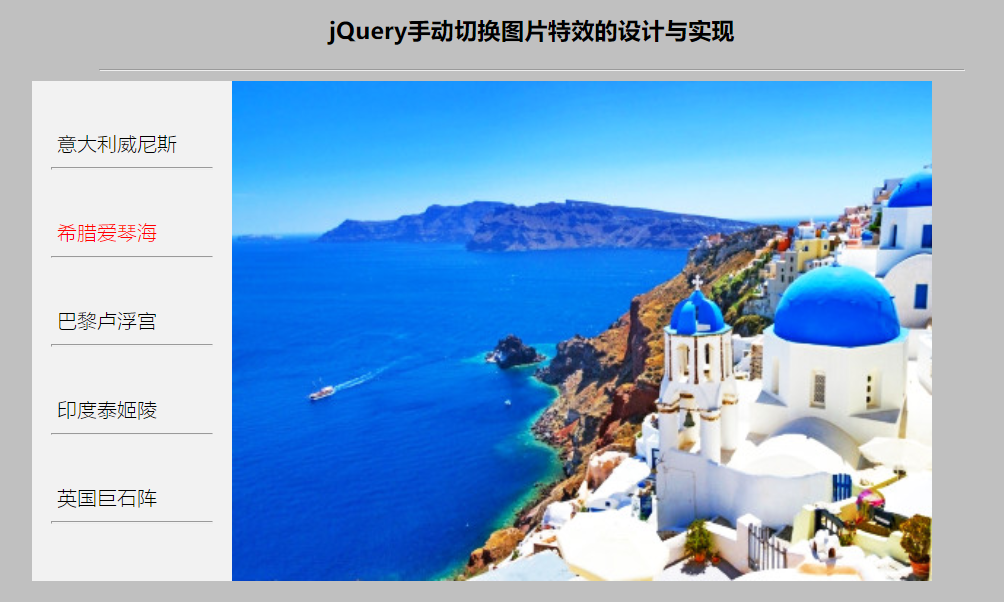 jQuery手动切换图片特效的设计与实现
意大利威尼斯
希腊爱琴海
巴黎卢浮宫
印度泰姬陵
英国巨石阵